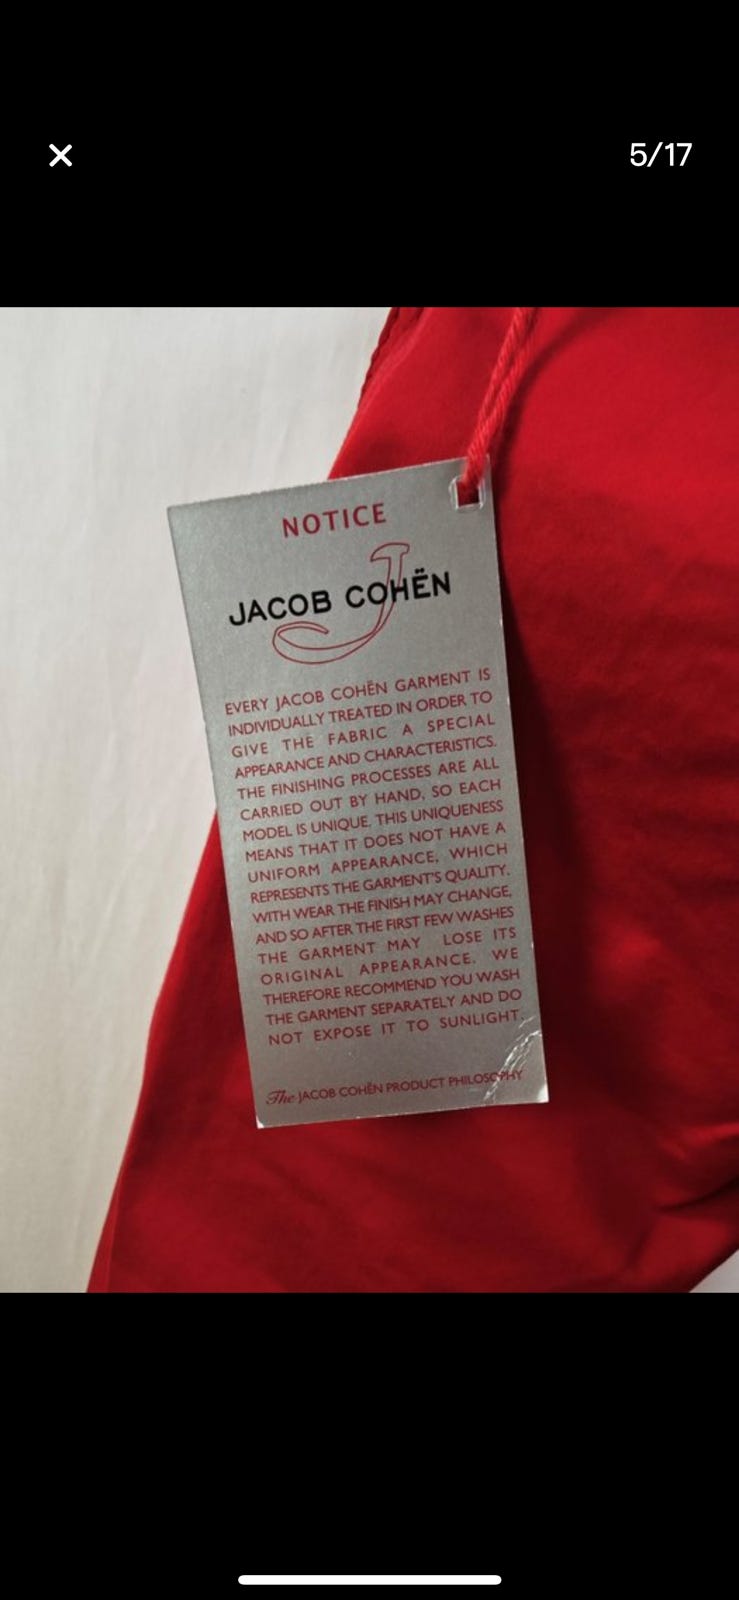 5/17
NOTICE
JACOB COHËN
EVERY JACOB COHËN GARMENT IS
INDIVIDUALLY TREATED IN ORDER TO
GIVE THE FABRIC A SPECIAL
APPEARANCE AND CHARACTERISTICS.
THE FINISHING PROCESSES ARE ALL
CARRIED OUT BY HAND, SO EACH
MODEL IS UNIQUE. THIS UNIQUENESS
MEANS THAT IT DOES NOT HAVE A
UNIFORM APPEARANCE, WHICH
REPRESENTS THE GARMENT'S QUALITY.
WITH WEAR THE FINISH MAY CHANGE,
AND SO AFTER THE FIRST FEW WASHES
THE GARMENT MAY LOSE ITS
ORIGINAL APPEARANCE. WE
THEREFORE RECOMMEND YOU WASH
THE GARMENT SEPARATELY AND DO
NOT EXPOSE IT TO SUNLIGHT.
The JACOB COHËN PRODUCT PHILOSOPHY